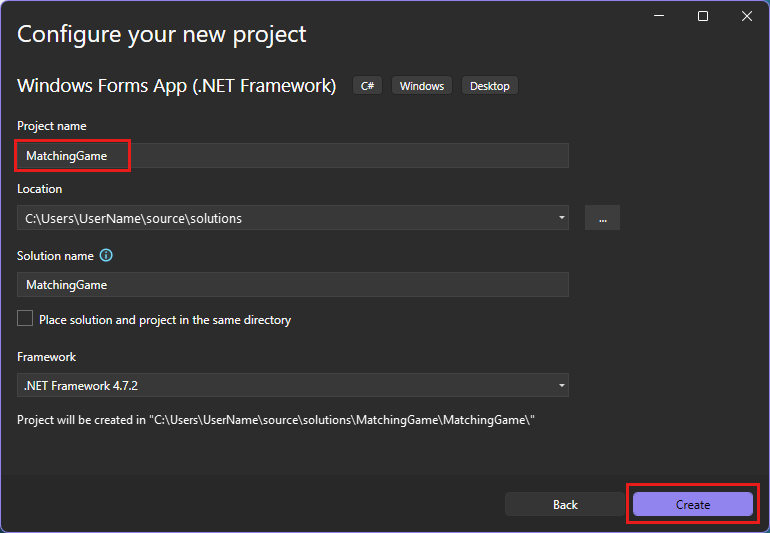 Configure your new project
Windows Forms App (.NET Framework) C# Windows Desktop
Project name
MatchingGame
Location
C:\Users\UserName\source\solutions ...
Solution name
MatchingGame
Place solution and project in the same directory
Framework
.NET Framework 4.7.2
Project will be created in "C:\Users\UserName\source\solutions\MatchingGame\MatchingGame\"
Back Create